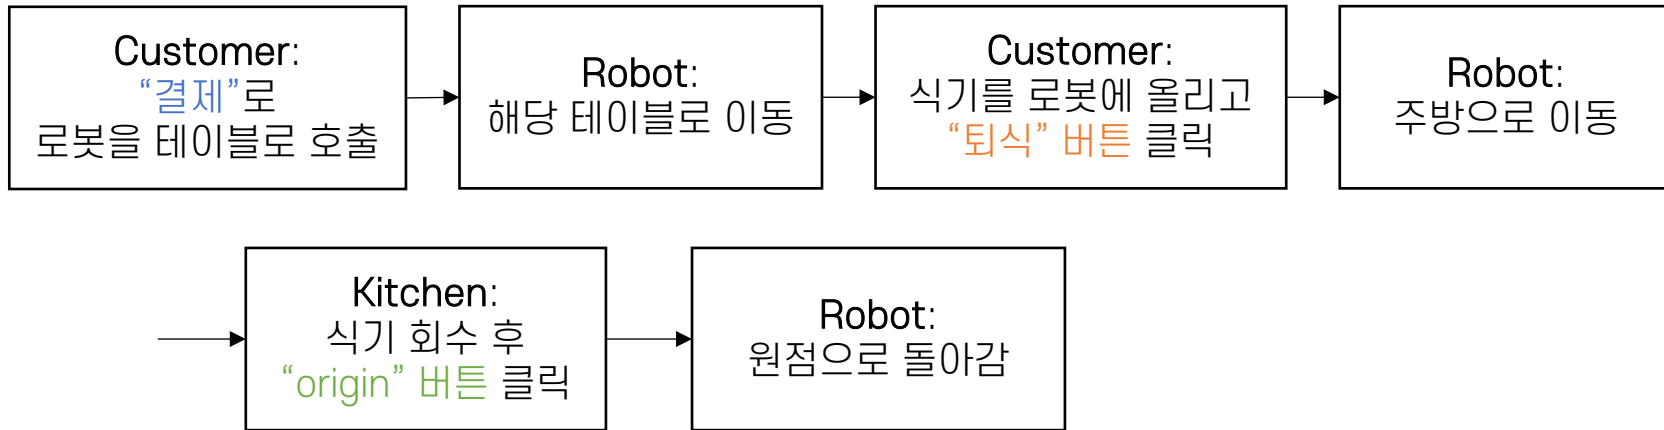 Customer:
“결제”로
로봇을 테이블로 호출
Robot:
해당 테이블로 이동
Customer:
식기를 로봇에 올리고
“퇴식” 버튼 클릭
Robot:
주방으로 이동
Kitchen:
식기 회수 후
“origin” 버튼 클릭
Robot:
원점으로 돌아감